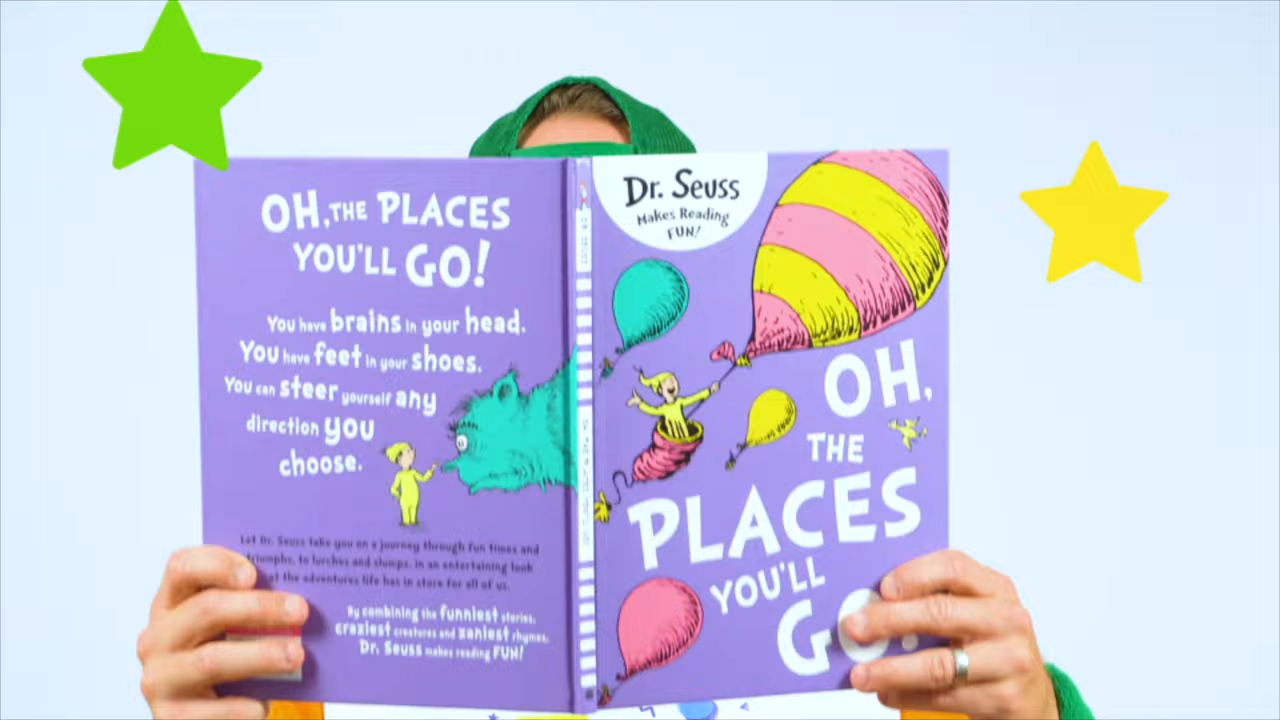 OH, THE PLACES
YOU'LL GO!
You have brains in your head.
You have feet in your shoes.
You can steer yourself any
direction you
choose.
Let Dr. Seuss take you on a journey through fun times and
triumphs, to lurches and slumps, in an entertaining look
at the adventures life has in store for all of us.
By combining the funniest stories,
craziest creatures and zaniest rhymes,
Dr. Seuss makes reading FUN!
Dr. Seuss
Makes Reading
FUN!
OH,
THE
PLACES
YOU'LL
GO!